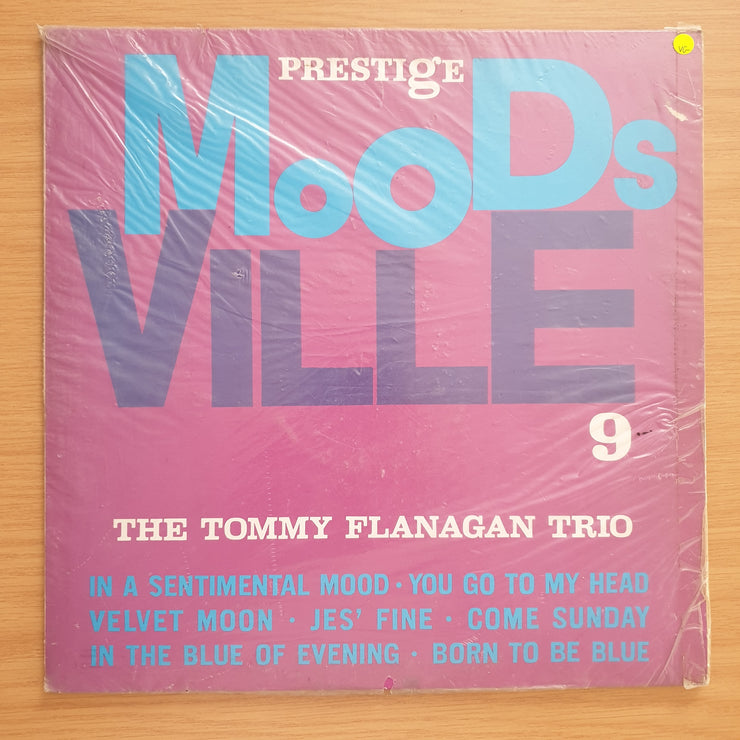 PRESTIgE
MOODs
VILLE
9
THE TOMMY FLANAGAN TRIO
IN A SENTIMENTAL MOOD · YOU GO TO MY HEAD
VELVET MOON · JES' FINE · COME SUNDAY
IN THE BLUE OF EVENING · BORN TO BE BLUE
VG-